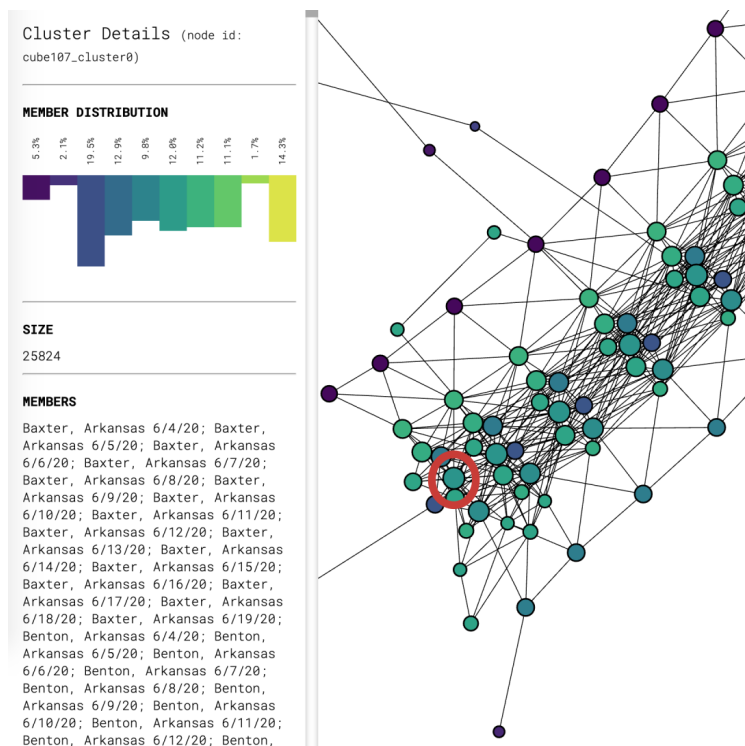 Cluster Details (node id:
cube107_cluster0)
MEMBER DISTRIBUTION
5.3%
2.1%
19.5%
12.9%
9.8%
12.0%
11.2%
11.1%
1.7%
14.3%
SIZE
25824
MEMBERS
Baxter, Arkansas 6/4/20; Baxter,
Arkansas 6/5/20; Baxter, Arkansas
6/6/20; Baxter, Arkansas 6/7/20;
Baxter, Arkansas 6/8/20; Baxter,
Arkansas 6/9/20; Baxter, Arkansas
6/10/20; Baxter, Arkansas 6/11/20;
Baxter, Arkansas 6/12/20; Baxter,
Arkansas 6/13/20; Baxter, Arkansas
6/14/20; Baxter, Arkansas 6/15/20;
Baxter, Arkansas 6/16/20; Baxter,
Arkansas 6/17/20; Baxter, Arkansas
6/18/20; Baxter, Arkansas 6/19/20;
Benton, Arkansas 6/4/20; Benton,
Arkansas 6/5/20; Benton, Arkansas
6/6/20; Benton, Arkansas 6/7/20;
Benton, Arkansas 6/8/20; Benton,
Arkansas 6/9/20; Benton, Arkansas
6/10/20; Benton, Arkansas 6/11/20;
Benton, Arkansas 6/12/20; Benton,